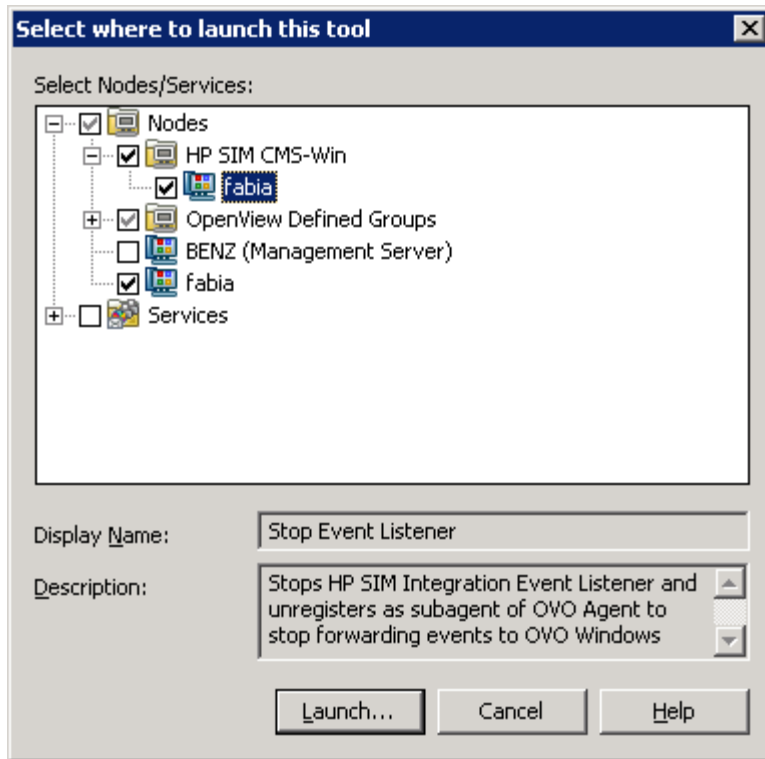 Select where to launch this tool
Select Nodes/Services:
Nodes
HP SIM CMS-Win
fabia
OpenView Defined Groups
BENZ (Management Server)
fabia
Services
Display Name:
Stop Event Listener
Description:
Stops HP SIM Integration Event Listener and
unregisters as subagent of OVO Agent to
stop forwarding events to OVO Windows
Launch...
Cancel
Help